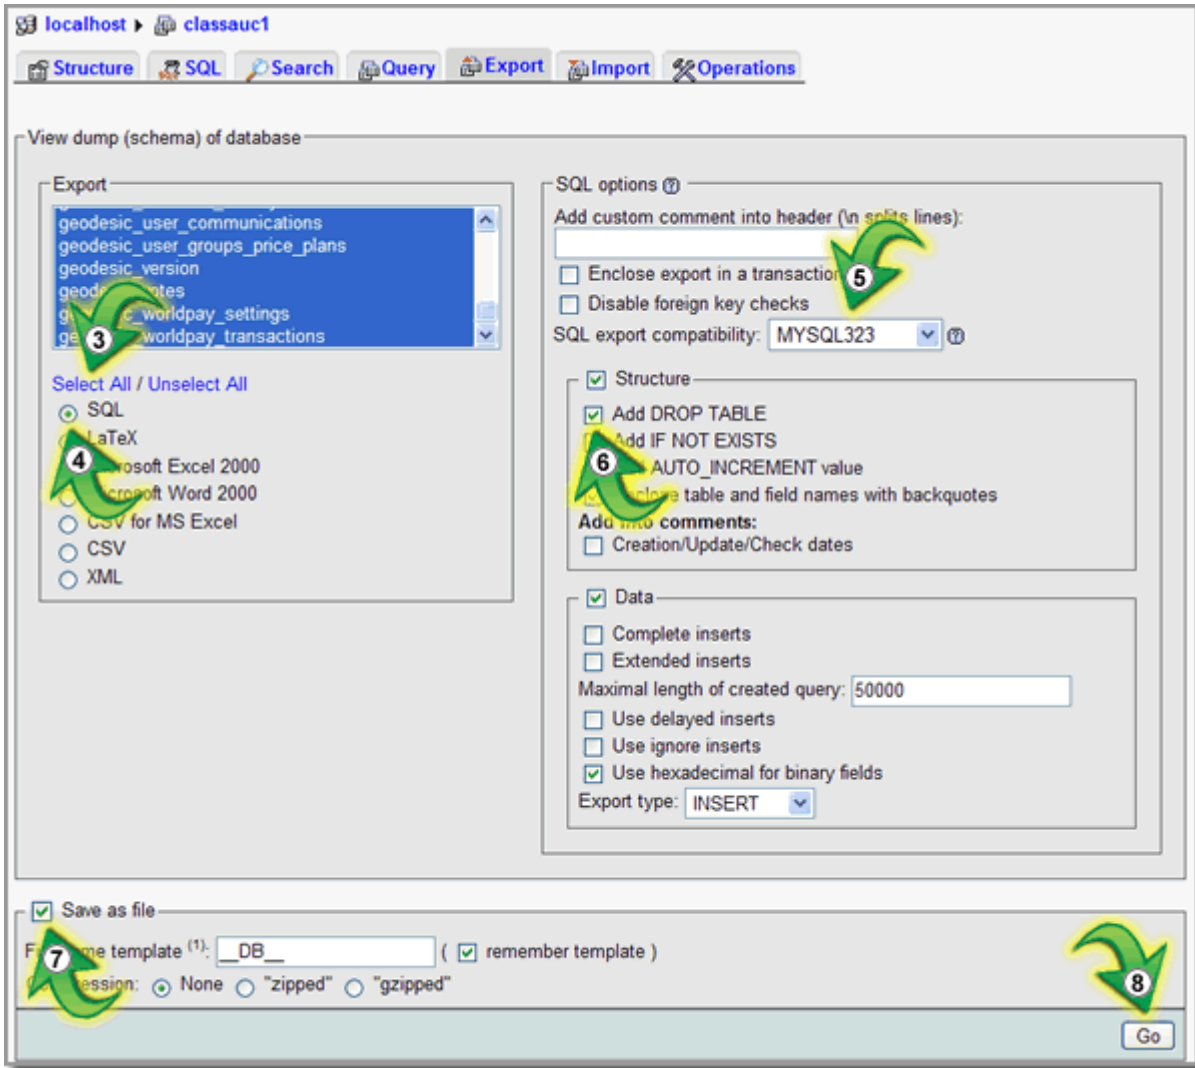 localhost classauc1
Structure SQL Search Query Export Import Operations
View dump (schema) of database
Export
geodesic_user_communications
geodesic_user_groups_price_plans
geodesic_version
worldpay_settings
worldpay_transactions
3
Select All / Unselect All
SQL
LaTeX
4
Excel 2000
Microsoft Word 2000
CSV for MS Excel
CSV
XML
SQL options
Add custom comment into header (\n splits lines):
Enclose export in a transaction
5
Disable foreign key checks
SQL export compatibility: MYSQL323
Structure
Add DROP TABLE
Add IF NOT EXISTS
6
AUTO_INCREMENT value
table and field names with backquotes
Add into comments:
Creation/Update/Check dates
Data
Complete inserts
Extended inserts
Maximal length of created query: 50000
Use delayed inserts
Use ignore inserts
Use hexadecimal for binary fields
Export type: INSERT
Save as file
template (1): __DB__ ( remember template )
7
None "zipped" "gzipped"
8
Go